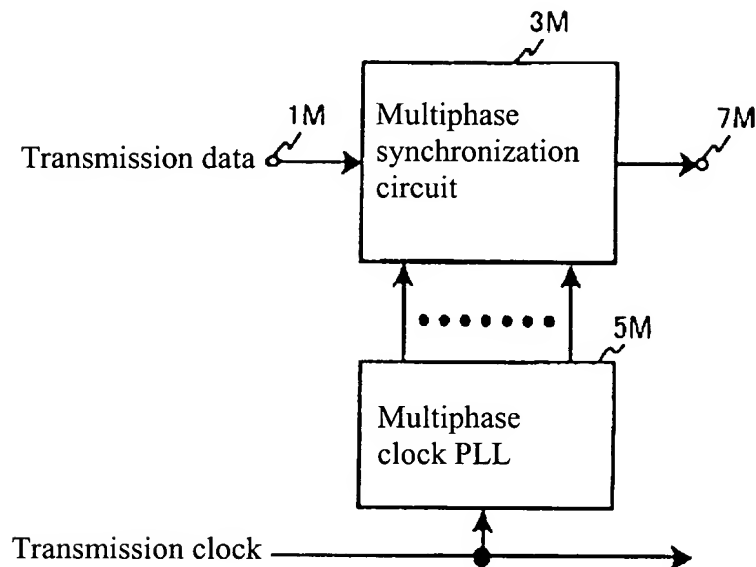 3M
1M
7M
Transmission data
Multiphase
synchronization
circuit
5M
Multiphase
clock PLL
Transmission clock